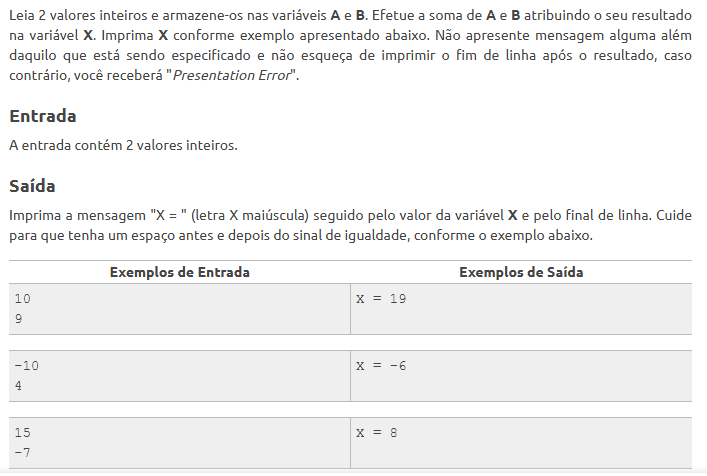 Leia 2 valores inteiros e armazene-os nas variáveis A e B. Efetue a soma de A e B atribuindo o seu resultado
na variável X. Imprima X conforme exemplo apresentado abaixo. Não apresente mensagem alguma além
daquilo que está sendo especificado e não esqueça de imprimir o fim de linha após o resultado, caso
contrário, você receberá "Presentation Error".
Entrada
A entrada contém 2 valores inteiros.
Saída
Imprima a mensagem "X = " (letra X maiúscula) seguido pelo valor da variável X e pelo final de linha. Cuide
para que tenha um espaço antes e depois do sinal de igualdade, conforme o exemplo abaixo.
Exemplos de Entrada Exemplos de Saída
10 X = 19
9
-10 X = -6
4
15 X = 8
-7